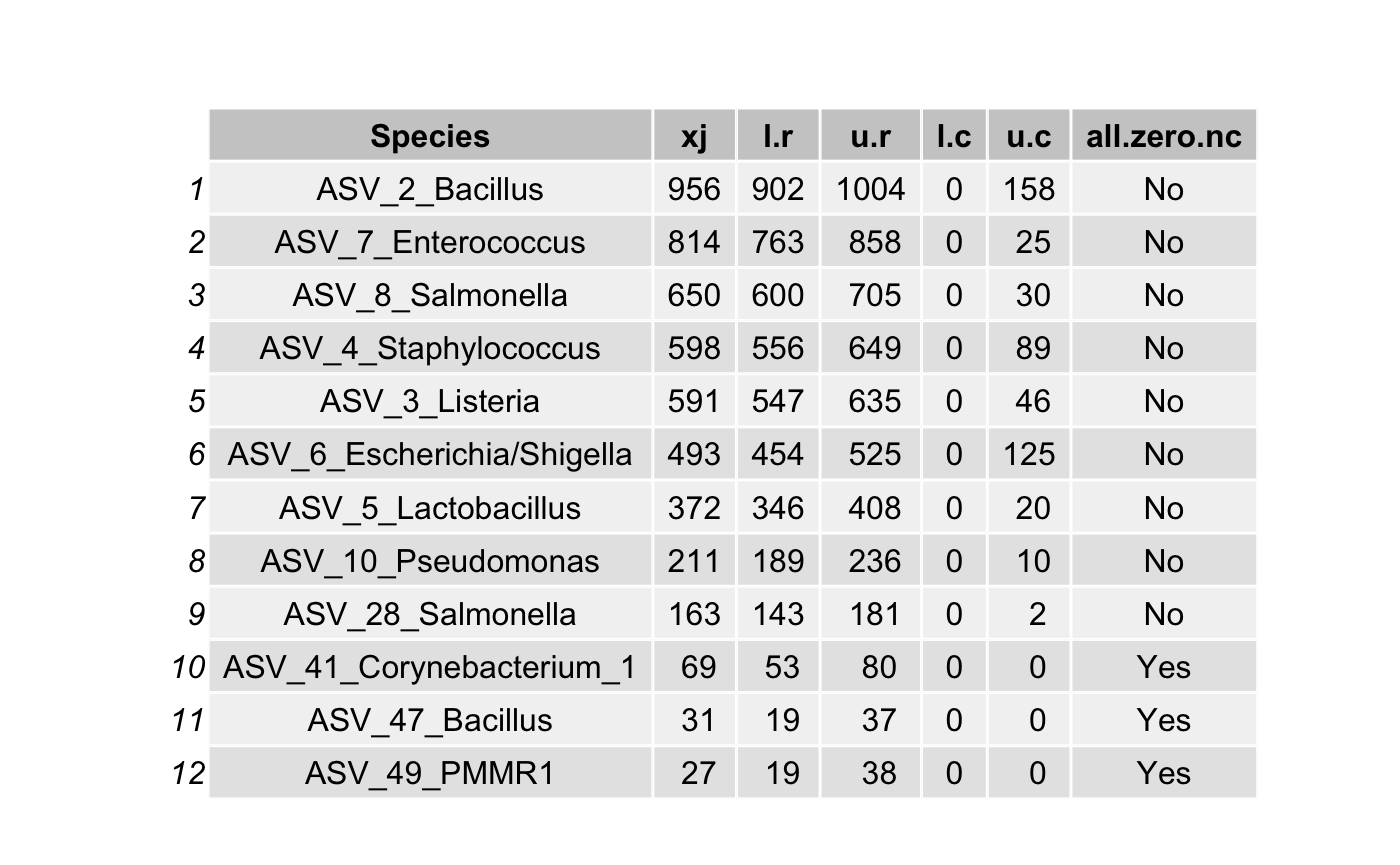 Species xj l.r u.r l.c u.c all.zero.nc
1 ASV_2_Bacillus 956 902 1004 0 158 No
2 ASV_7_Enterococcus 814 763 858 0 25 No
3 ASV_8_Salmonella 650 600 705 0 30 No
4 ASV_4_Staphylococcus 598 556 649 0 89 No
5 ASV_3_Listeria 591 547 635 0 46 No
6 ASV_6_Escherichia/Shigella 493 454 525 0 125 No
7 ASV_5_Lactobacillus 372 346 408 0 20 No
8 ASV_10_Pseudomonas 211 189 236 0 10 No
9 ASV_28_Salmonella 163 143 181 0 2 No
10 ASV_41_Corynebacterium_1 69 53 80 0 0 Yes
11 ASV_47_Bacillus 31 19 37 0 0 Yes
12 ASV_49_PMMR1 27 19 38 0 0 Yes